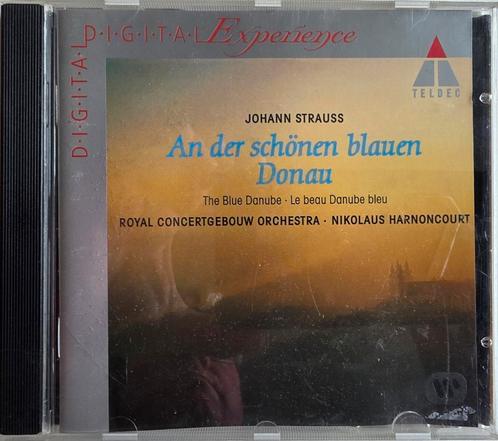 D·I·G·I·T·A·L
D·I·G·I·T·A·L Experience
TELDEC
JOHANN STRAUSS
An der schönen blauen
Donau
The Blue Danube · Le beau Danube bleu
ROYAL CONCERTGEBOUW ORCHESTRA · NIKOLAUS HARNONCOURT